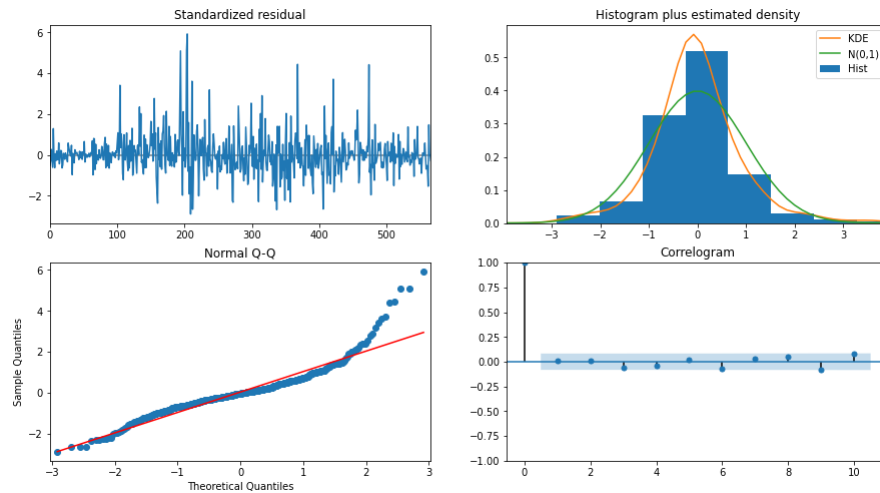 Standardized residual
6
4
2
0
−2
0 100 200 300 400 500
Histogram plus estimated density
KDE
N(0,1)
Hist
0.5
0.4
0.3
0.2
0.1
0.0
−3 −2 −1 0 1 2 3
Normal Q-Q
Sample Quantiles
6
4
2
0
−2
−3 −2 −1 0 1 2 3
Theoretical Quantiles
Correlogram
1.00
0.75
0.50
0.25
0.00
−0.25
−0.50
−0.75
−1.00
0 2 4 6 8 10